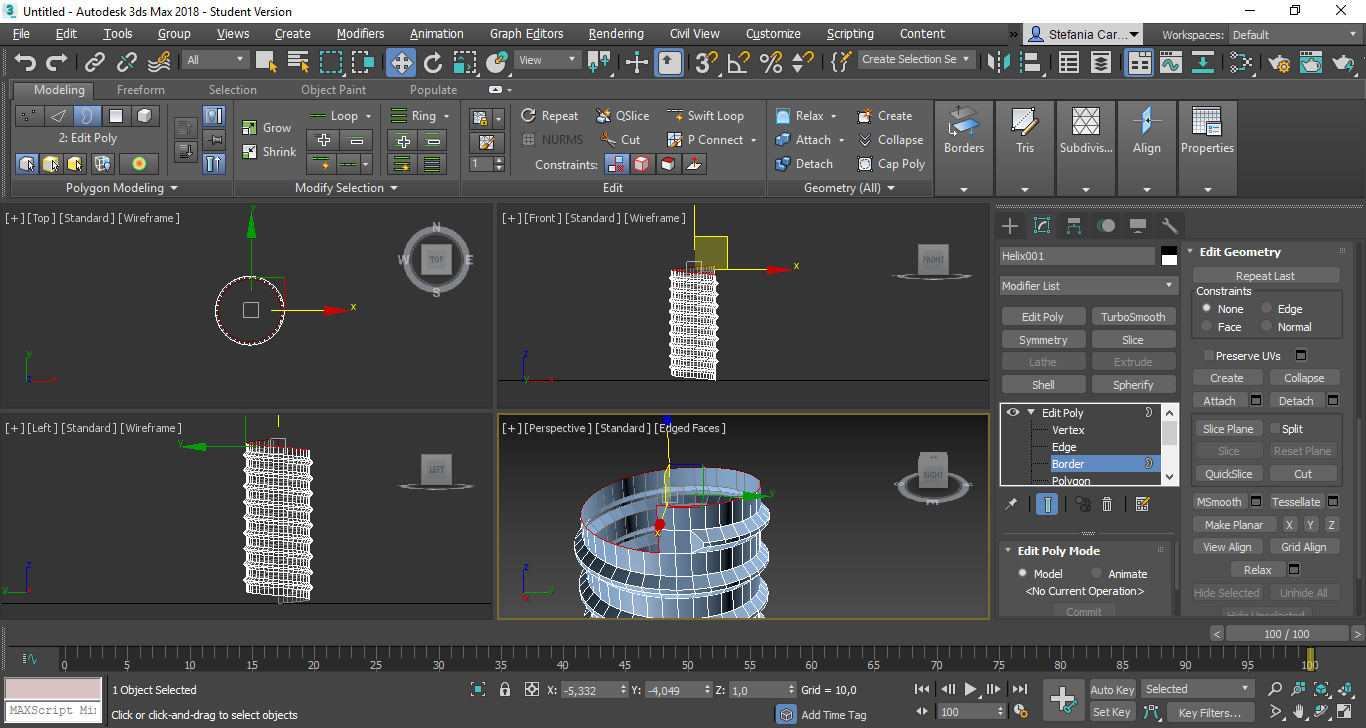 3 Untitled - Autodesk 3ds Max 2018 - Student Version
File Edit Tools Group Views Create Modifiers Animation Graph Editors Rendering Civil View Customize Scripting Content » Stefania Car... Workspaces: Default
All View 3 Create Selection Se
Modeling Freeform Selection Object Paint Populate
2: Edit Poly
Polygon Modeling
Grow
Shrink
Loop
Ring
Modify Selection
1
Repeat QSlice Swift Loop
NURMS Cut P Connect
Constraints:
Edit
Relax Create
Attach Collapse
Detach Cap Poly
Geometry (All)
Borders Tris Subdivis... Align Properties
[+] [Top] [Standard] [Wireframe]
N
W TOP E
S
y
x
y
z x
[+] [Front] [Standard] [Wireframe]
FRONT
x
z
y x
[+] [Left] [Standard] [Wireframe]
y
LEFT
z
y
[+] [Perspective] [Standard] [Edged Faces]
RIGHT
y
x
z
y
Helix001
Modifier List
Edit Poly TurboSmooth
Symmetry Slice
Lathe Extrude
Shell Spherify
Edit Poly
Vertex
Edge
Border
Polygon
Edit Poly Mode
Model Animate
<No Current Operation>
Commit
Edit Geometry
Repeat Last
Constraints
None Edge
Face Normal
Preserve UVs
Create Collapse
Attach Detach
Slice Plane Split
Slice Reset Plane
QuickSlice Cut
MSmooth Tessellate
Make Planar X Y Z
View Align Grid Align
Relax
Hide Selected Unhide All
Hide Unselected
< 100 / 100 >
0 5 10 15 20 25 30 35 40 45 50 55 60 65 70 75 80 85 90 95 100
1 Object Selected X: -5,332 Y: -4,049 Z: 1,0 Grid = 10,0 Auto Key Selected
MAXScript Mi Click or click-and-drag to select objects Add Time Tag 100 Set Key Key Filters...